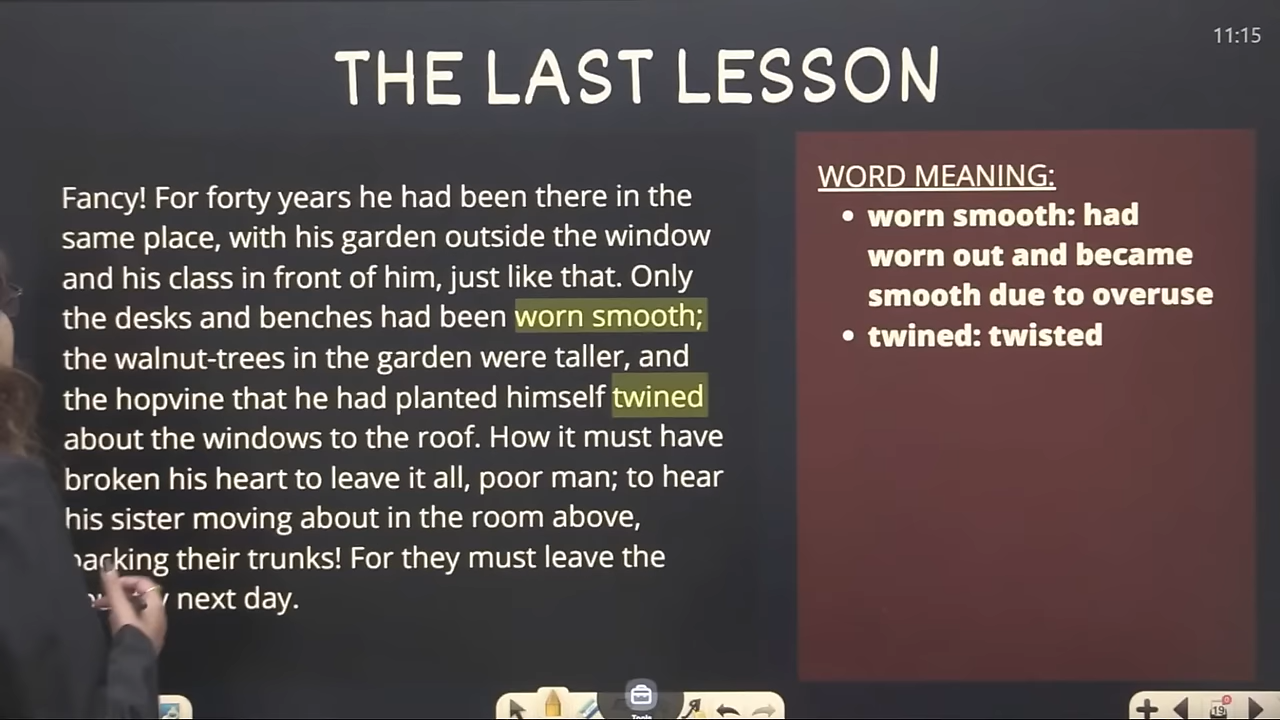 11:15
THE LAST LESSON
Fancy! For forty years he had been there in the
same place, with his garden outside the window
and his class in front of him, just like that. Only
the desks and benches had been worn smooth;
the walnut-trees in the garden were taller, and
the hopvine that he had planted himself twined
about the windows to the roof. How it must have
broken his heart to leave it all, poor man; to hear
his sister moving about in the room above,
packing their trunks! For they must leave the
next day.
WORD MEANING:
• worn smooth: had
worn out and became
smooth due to overuse
• twined: twisted
19